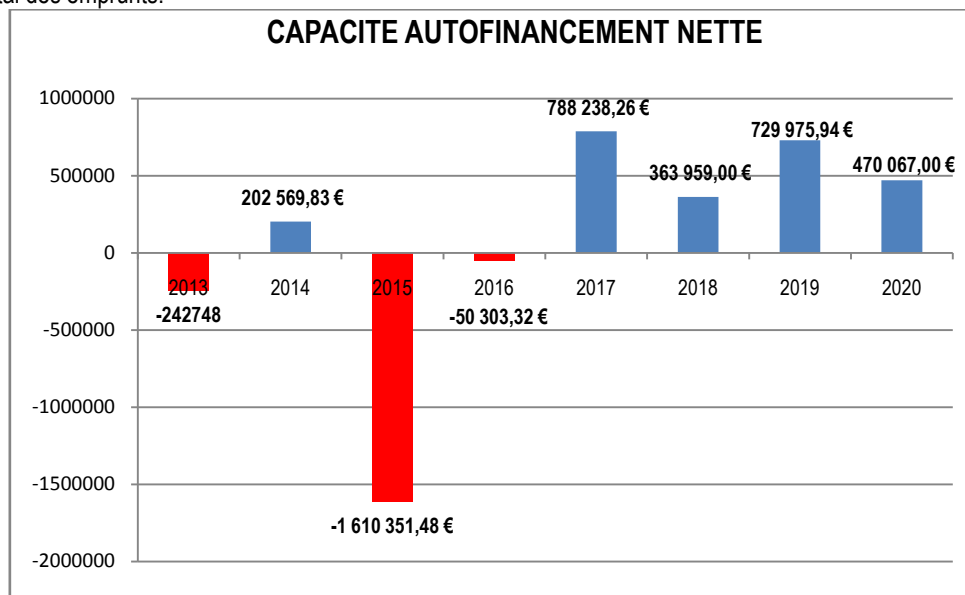 CAPACITE AUTOFINANCEMENT NETTE
1000000
500000
0
-500000
-1000000
-1500000
-2000000
788 238,26 €
729 975,94 €
363 959,00 €
470 067,00 €
202 569,83 €
2013 2014 2015 2016 2017 2018 2019 2020
-242748
-50 303,32 €
-1 610 351,48 €